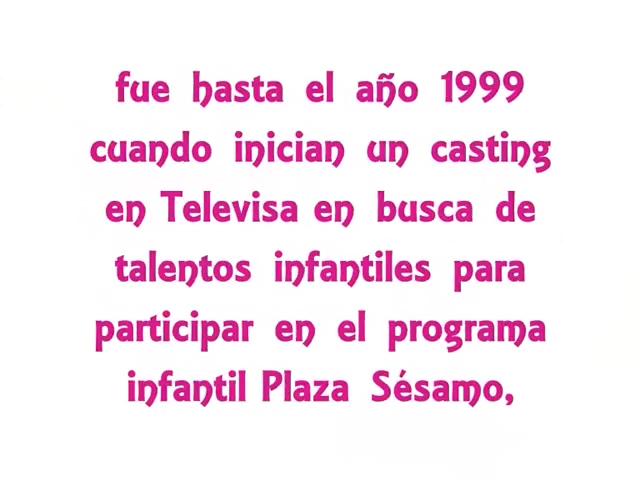 fue hasta el año 1999
cuando inician un casting
en Televisa en busca de
talentos infantiles para
participar en el programa
infantil Plaza Sésamo,